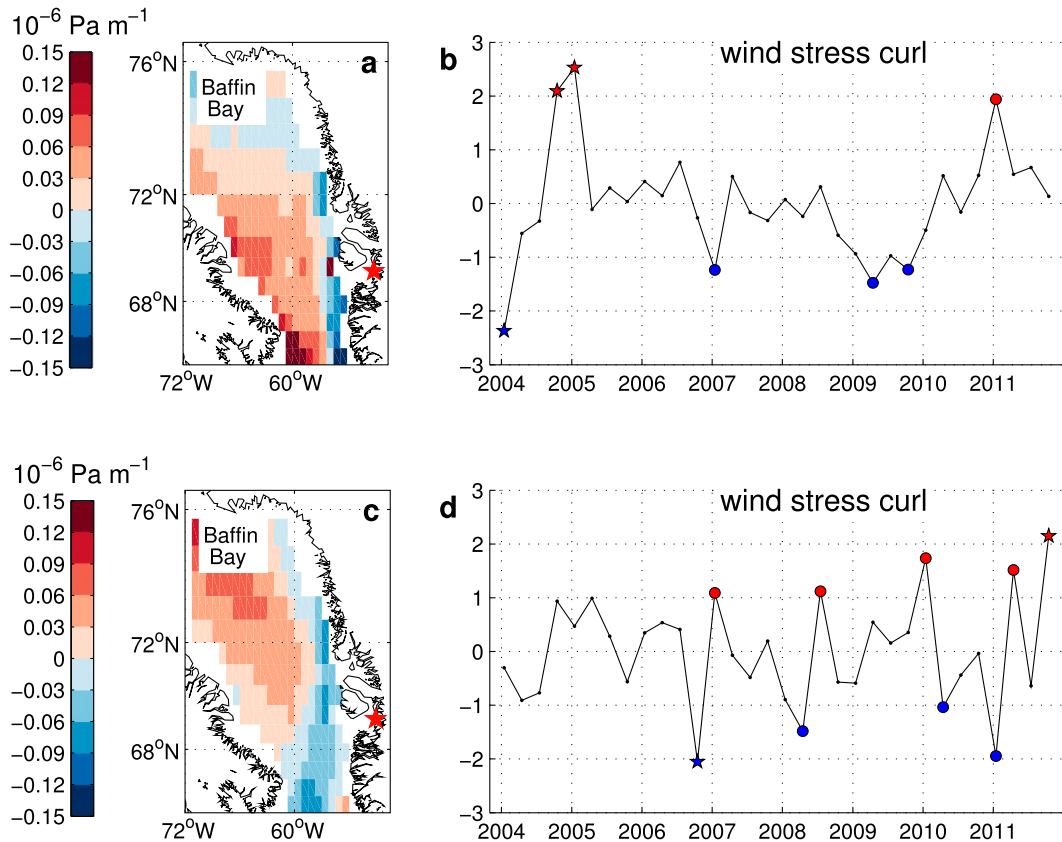 10⁻⁶ Pa m⁻¹
0.15
0.12
0.09
0.06
0.03
0
−0.03
−0.06
−0.09
−0.12
−0.15
a
Baffin
Bay
76°N
72°N
68°N
72°W 60°W
b
wind stress curl
3
2
1
0
−1
−2
−3
2004 2005 2006 2007 2008 2009 2010 2011
10⁻⁶ Pa m⁻¹
0.15
0.12
0.09
0.06
0.03
0
−0.03
−0.06
−0.09
−0.12
−0.15
c
Baffin
Bay
76°N
72°N
68°N
72°W 60°W
d
wind stress curl
3
2
1
0
−1
−2
−3
2004 2005 2006 2007 2008 2009 2010 2011